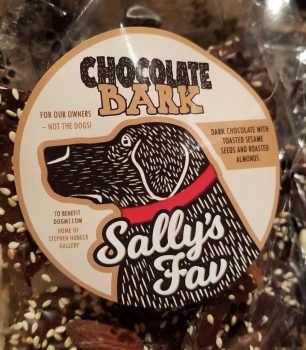 CHOCOLATE
BARK
FOR OUR OWNERS
– NOT THE DOGS!
DARK CHOCOLATE WITH
TOASTED SESAME
SEEDS AND ROASTED
ALMONDS
TO BENEFIT
DOGMT.COM
HOME OF
STEPHEN HUNECK
GALLERY
Sally's
Fav